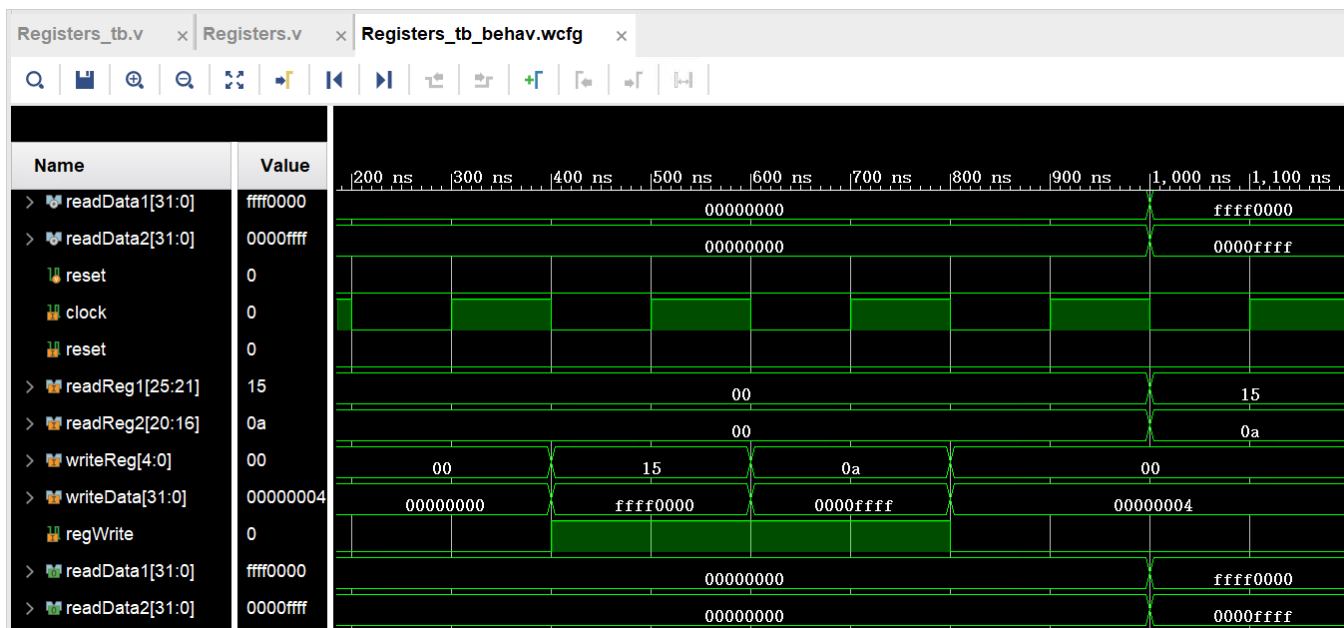 Registers_tb.v × Registers.v × Registers_tb_behav.wcfg ×
Name Value
200 ns 300 ns 400 ns 500 ns 600 ns 700 ns 800 ns 900 ns 1,000 ns 1,100 ns
readData1[31:0] ffff0000 00000000 ffff0000
readData2[31:0] 0000ffff 00000000 0000ffff
reset 0
clock 0
reset 0
readReg1[25:21] 15 00 15
readReg2[20:16] 0a 00 0a
writeReg[4:0] 00 00 15 0a 00
writeData[31:0] 00000004 00000000 ffff0000 0000ffff 00000004
regWrite 0
readData1[31:0] ffff0000 00000000 ffff0000
readData2[31:0] 0000ffff 00000000 0000ffff